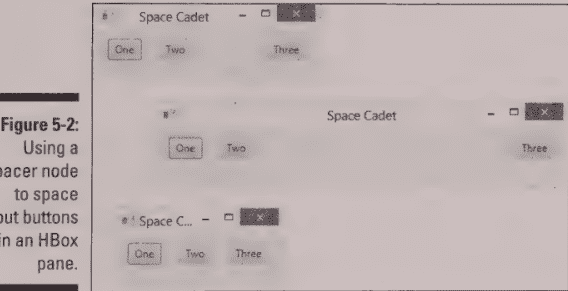 Space Cadet
One Two Three
Space Cadet
One Two Three
Space C...
One Two Three
Figure 5-2:
Using a
pacer node
to space
out buttons
in an HBox
pane.